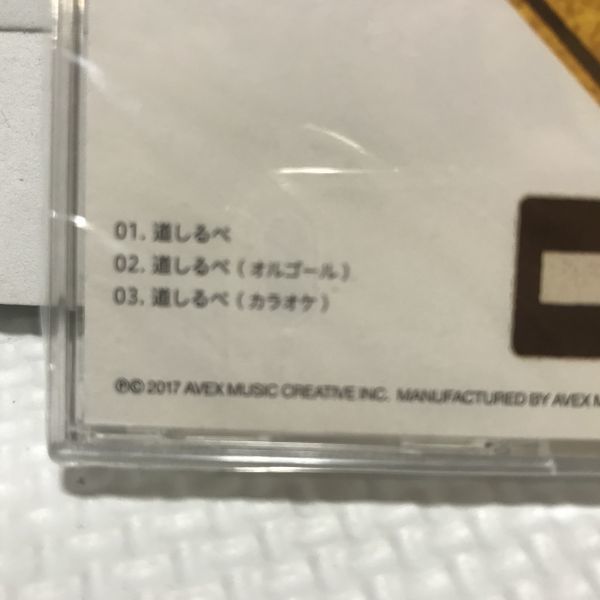 01. 道しるべ
02. 道しるべ ( オルゴール )
03. 道しるべ ( カラオケ )
℗© 2017 AVEX MUSIC CREATIVE INC. MANUFACTURED BY AVEX M